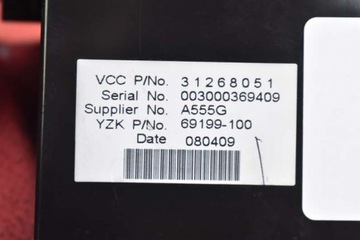 VCC P/No. 31268051
Serial No. 003000369409
Supplier No. A555G
YZK P/No. 69199-100
Date 080409